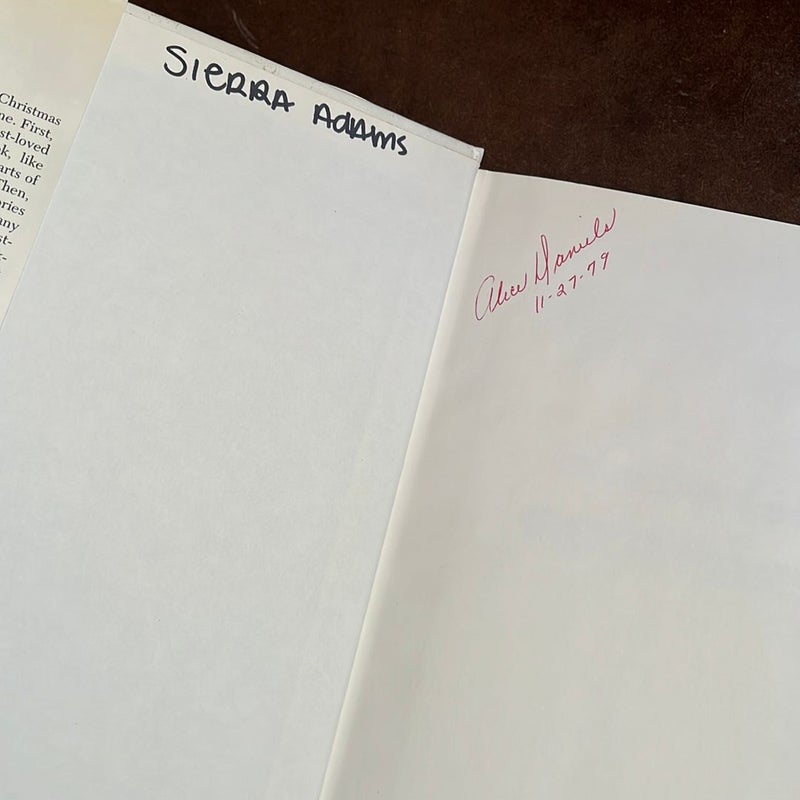 Christmas
ne. First,
st-loved
k, like
arts of
Then,
ries
any
st-
k-
SIERRA AdAms
Alice Daniels
11-27-79